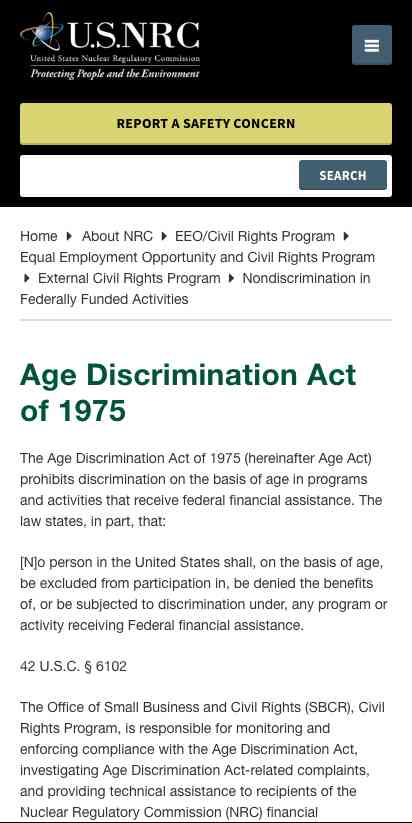 U.S.NRC
United States Nuclear Regulatory Commission
Protecting People and the Environment
REPORT A SAFETY CONCERN
SEARCH
Home About NRC EEO/Civil Rights Program
Equal Employment Opportunity and Civil Rights Program
External Civil Rights Program Nondiscrimination in
Federally Funded Activities
Age Discrimination Act
of 1975
The Age Discrimination Act of 1975 (hereinafter Age Act)
prohibits discrimination on the basis of age in programs
and activities that receive federal financial assistance. The
law states, in part, that:
[N]o person in the United States shall, on the basis of age,
be excluded from participation in, be denied the benefits
of, or be subjected to discrimination under, any program or
activity receiving Federal financial assistance.
42 U.S.C. § 6102
The Office of Small Business and Civil Rights (SBCR), Civil
Rights Program, is responsible for monitoring and
enforcing compliance with the Age Discrimination Act,
investigating Age Discrimination Act-related complaints,
and providing technical assistance to recipients of the
Nuclear Regulatory Commission (NRC) financial